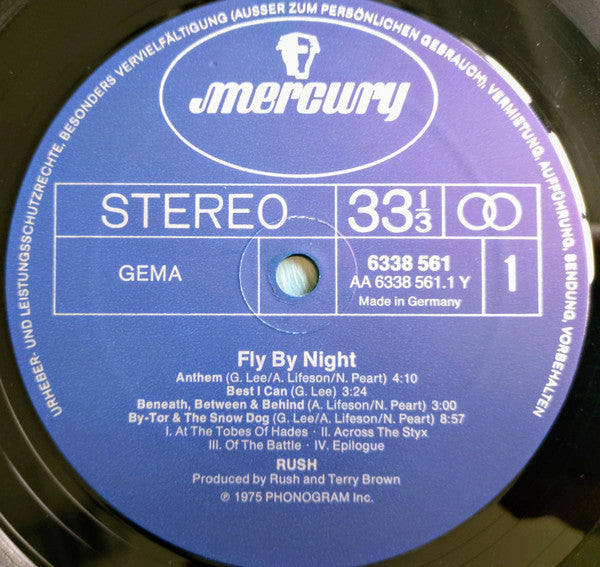 URHEBER- UND LEISTUNGSSCHUTZRECHTE, BESONDERS VERVIELFÄLTIGUNG (AUSSER ZUM PERSÖNLICHEN GEBRAUCH), VERMIETUNG, AUFFÜHRUNG, SENDUNG, VORBEHALTEN
mercury
STEREO
33⅓
GEMA
6338 561
AA 6338 561.1 Y
Made in Germany
1
Fly By Night
Anthem (G. Lee/A. Lifeson/N. Peart) 4:10
Best I Can (G. Lee) 3:24
Beneath, Between & Behind (A. Lifeson/N. Peart) 3:00
By-Tor & The Snow Dog (G. Lee/A. Lifeson/N. Peart) 8:57
I. At The Tobes Of Hades · II. Across The Styx
III. Of The Battle · IV. Epilogue
RUSH
Produced by Rush and Terry Brown
℗ 1975 PHONOGRAM Inc.